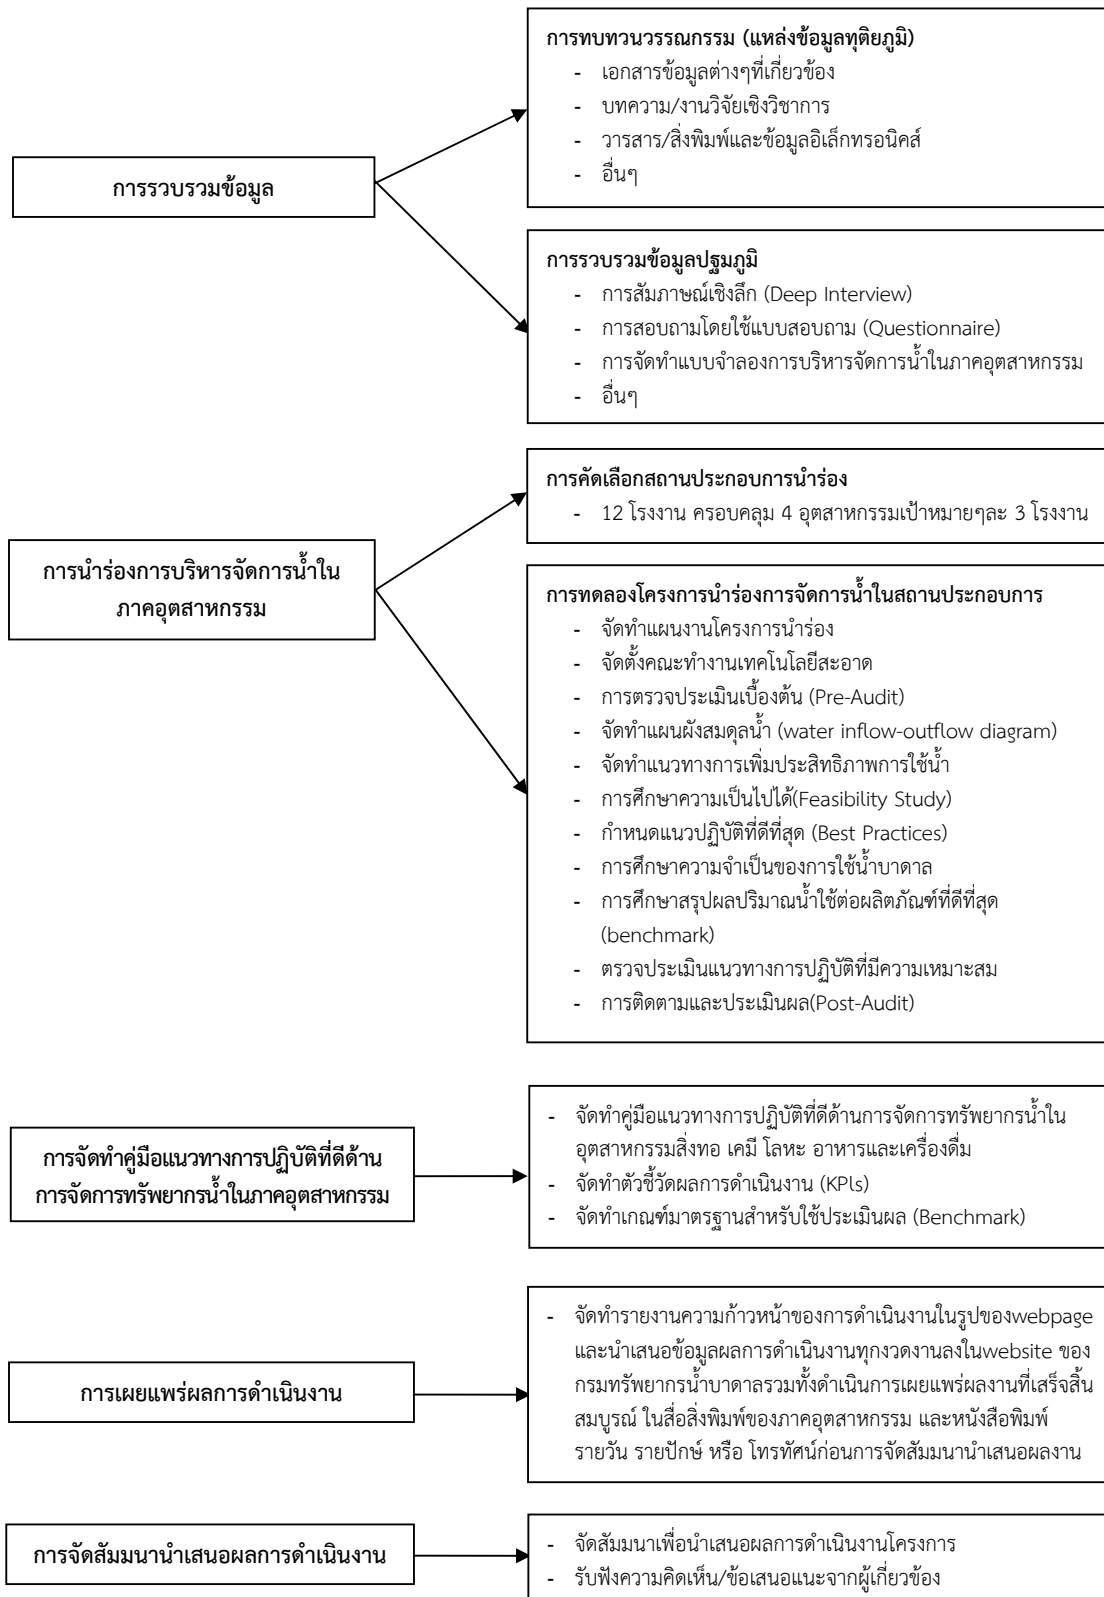 การทบทวนวรรณกรรม (แหล่งข้อมูลทุติยภูมิ)
- เอกสารข้อมูลต่างๆที่เกี่ยวข้อง
- บทความ/งานวิจัยเชิงวิชาการ
- วารสาร/สิ่งพิมพ์และข้อมูลอิเล็กทรอนิคส์
- อื่นๆ
การรวบรวมข้อมูล
การรวบรวมข้อมูลปฐมภูมิ
- การสัมภาษณ์เชิงลึก (Deep Interview)
- การสอบถามโดยใช้แบบสอบถาม (Questionnaire)
- การจัดทำแบบจำลองการบริหารจัดการน้ำในภาคอุตสาหกรรม
- อื่นๆ
การคัดเลือกสถานประกอบการนำร่อง
- 12 โรงงาน ครอบคลุม 4 อุตสาหกรรมเป้าหมายๆละ 3 โรงงาน
การนำร่องการบริหารจัดการน้ำใน
ภาคอุตสาหกรรม
การทดลองโครงการนำร่องการจัดการน้ำในสถานประกอบการ
- จัดทำแผนงานโครงการนำร่อง
- จัดตั้งคณะทำงานเทคโนโลยีสะอาด
- การตรวจประเมินเบื้องต้น (Pre-Audit)
- จัดทำแผนผังสมดุลน้ำ (water inflow-outflow diagram)
- จัดทำแนวทางการเพิ่มประสิทธิภาพการใช้น้ำ
- การศึกษาความเป็นไปได้(Feasibility Study)
- กำหนดแนวปฏิบัติที่ดีที่สุด (Best Practices)
- การศึกษาความจำเป็นของการใช้น้ำบาดาล
- การศึกษาสรุปผลปริมาณน้ำใช้ต่อผลิตภัณฑ์ที่ดีที่สุด
(benchmark)
- ตรวจประเมินแนวทางการปฏิบัติที่มีความเหมาะสม
- การติดตามและประเมินผล(Post-Audit)
การจัดทำคู่มือแนวทางการปฏิบัติที่ดีด้าน
การจัดการทรัพยากรน้ำในภาคอุตสาหกรรม
- จัดทำคู่มือแนวทางการปฏิบัติที่ดีด้านการจัดการทรัพยากรน้ำใน
อุตสาหกรรมสิ่งทอ เคมี โลหะ อาหารและเครื่องดื่ม
- จัดทำตัวชี้วัดผลการดำเนินงาน (KPIs)
- จัดทำเกณฑ์มาตรฐานสำหรับใช้ประเมินผล (Benchmark)
การเผยแพร่ผลการดำเนินงาน
- จัดทำรายงานความก้าวหน้าของการดำเนินงานในรูปของwebpage
และนำเสนอข้อมูลผลการดำเนินงานทุกงวดงานลงในwebsite ของ
กรมทรัพยากรน้ำบาดาลรวมทั้งดำเนินการเผยแพร่ผลงานที่เสร็จสิ้น
สมบูรณ์ ในสื่อสิ่งพิมพ์ของภาคอุตสาหกรรม และหนังสือพิมพ์
รายวัน รายปักษ์ หรือ โทรทัศน์ก่อนการจัดสัมมนานำเสนอผลงาน
การจัดสัมมนานำเสนอผลการดำเนินงาน
- จัดสัมมนาเพื่อนำเสนอผลการดำเนินงานโครงการ
- รับฟังความคิดเห็น/ข้อเสนอแนะจากผู้เกี่ยวข้อง